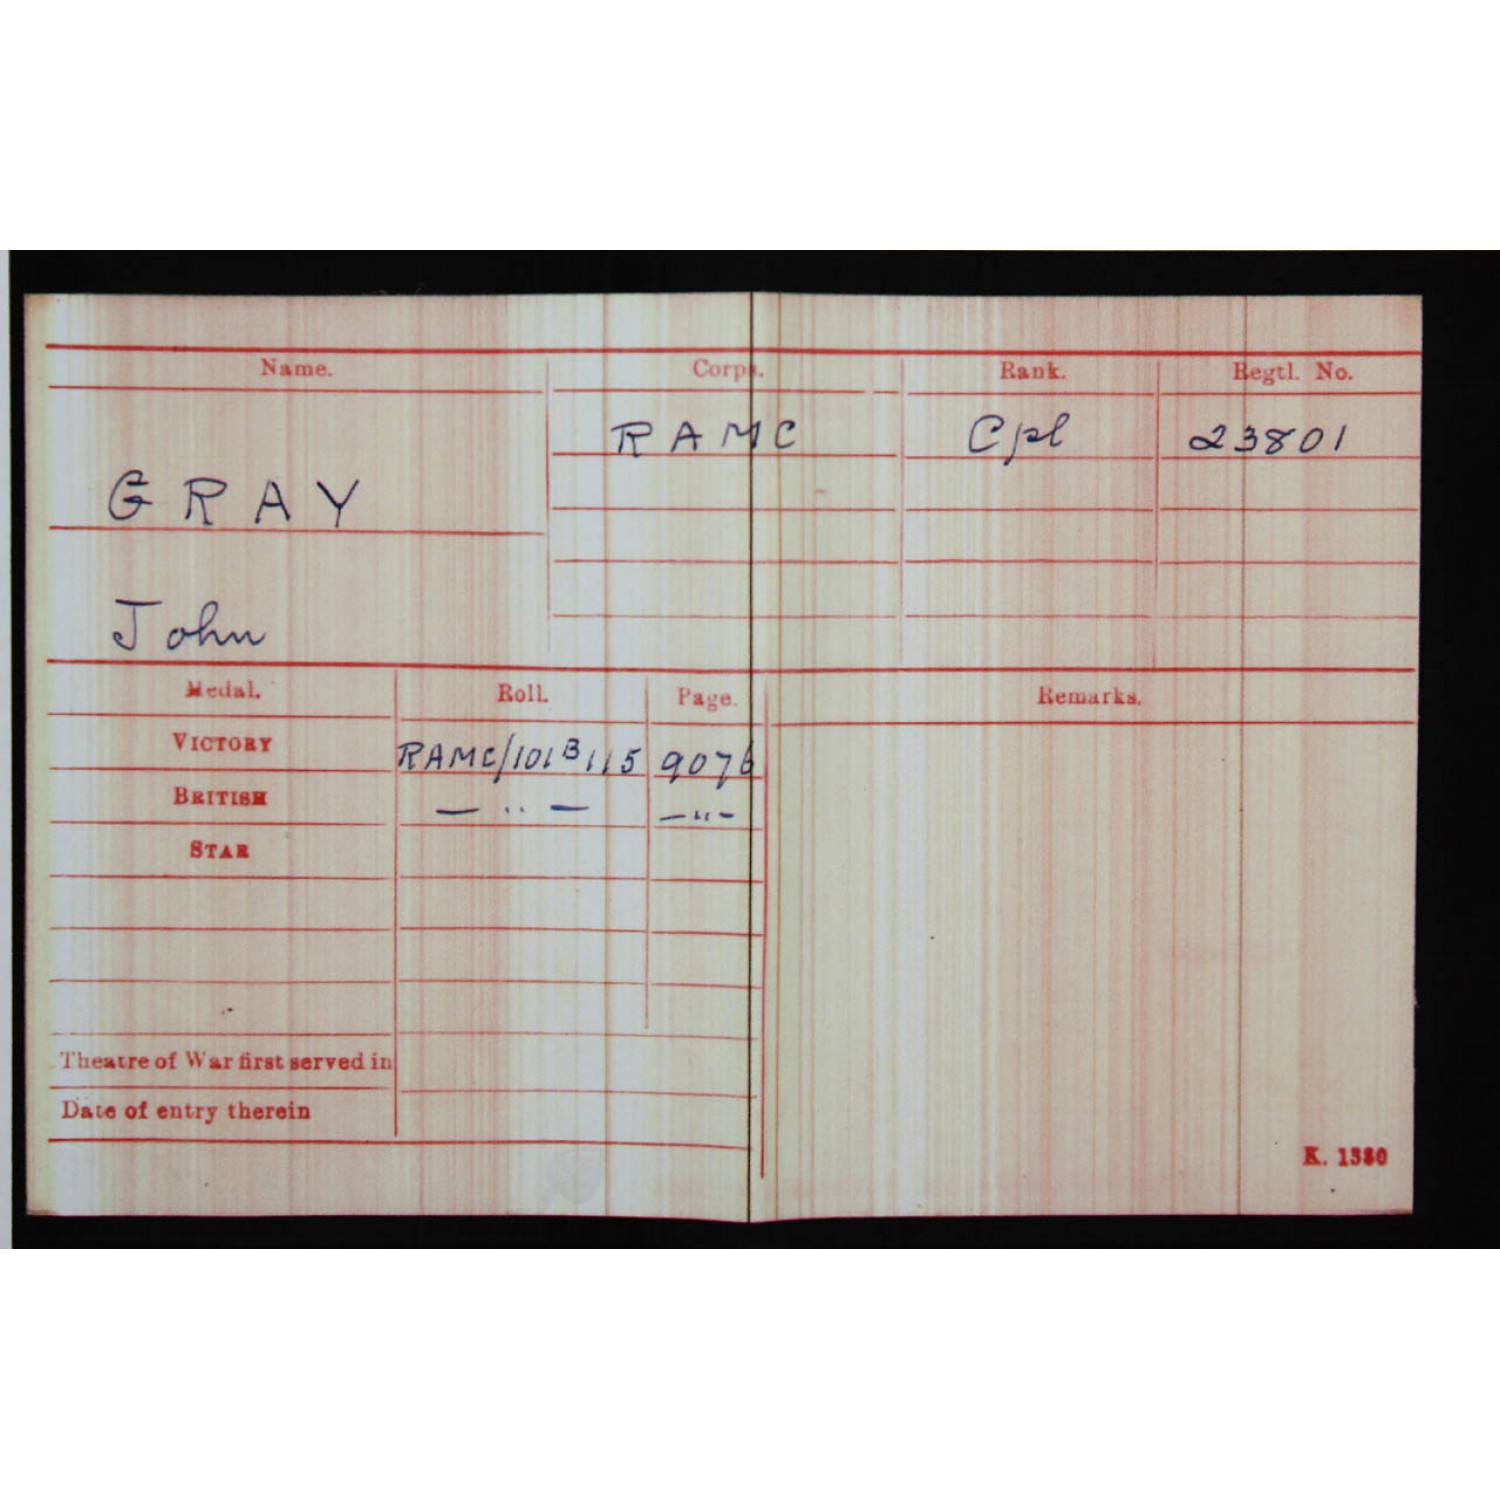 Name. Corps. Rank. Regtl. No.
RAMC Cpl 23801
GRAY
John
Medal. Roll. Page. Remarks.
VICTORY RAMC/101B115 9076
BRITISH — " — — " —
STAR
Theatre of War first served in
Date of entry therein
K. 1380